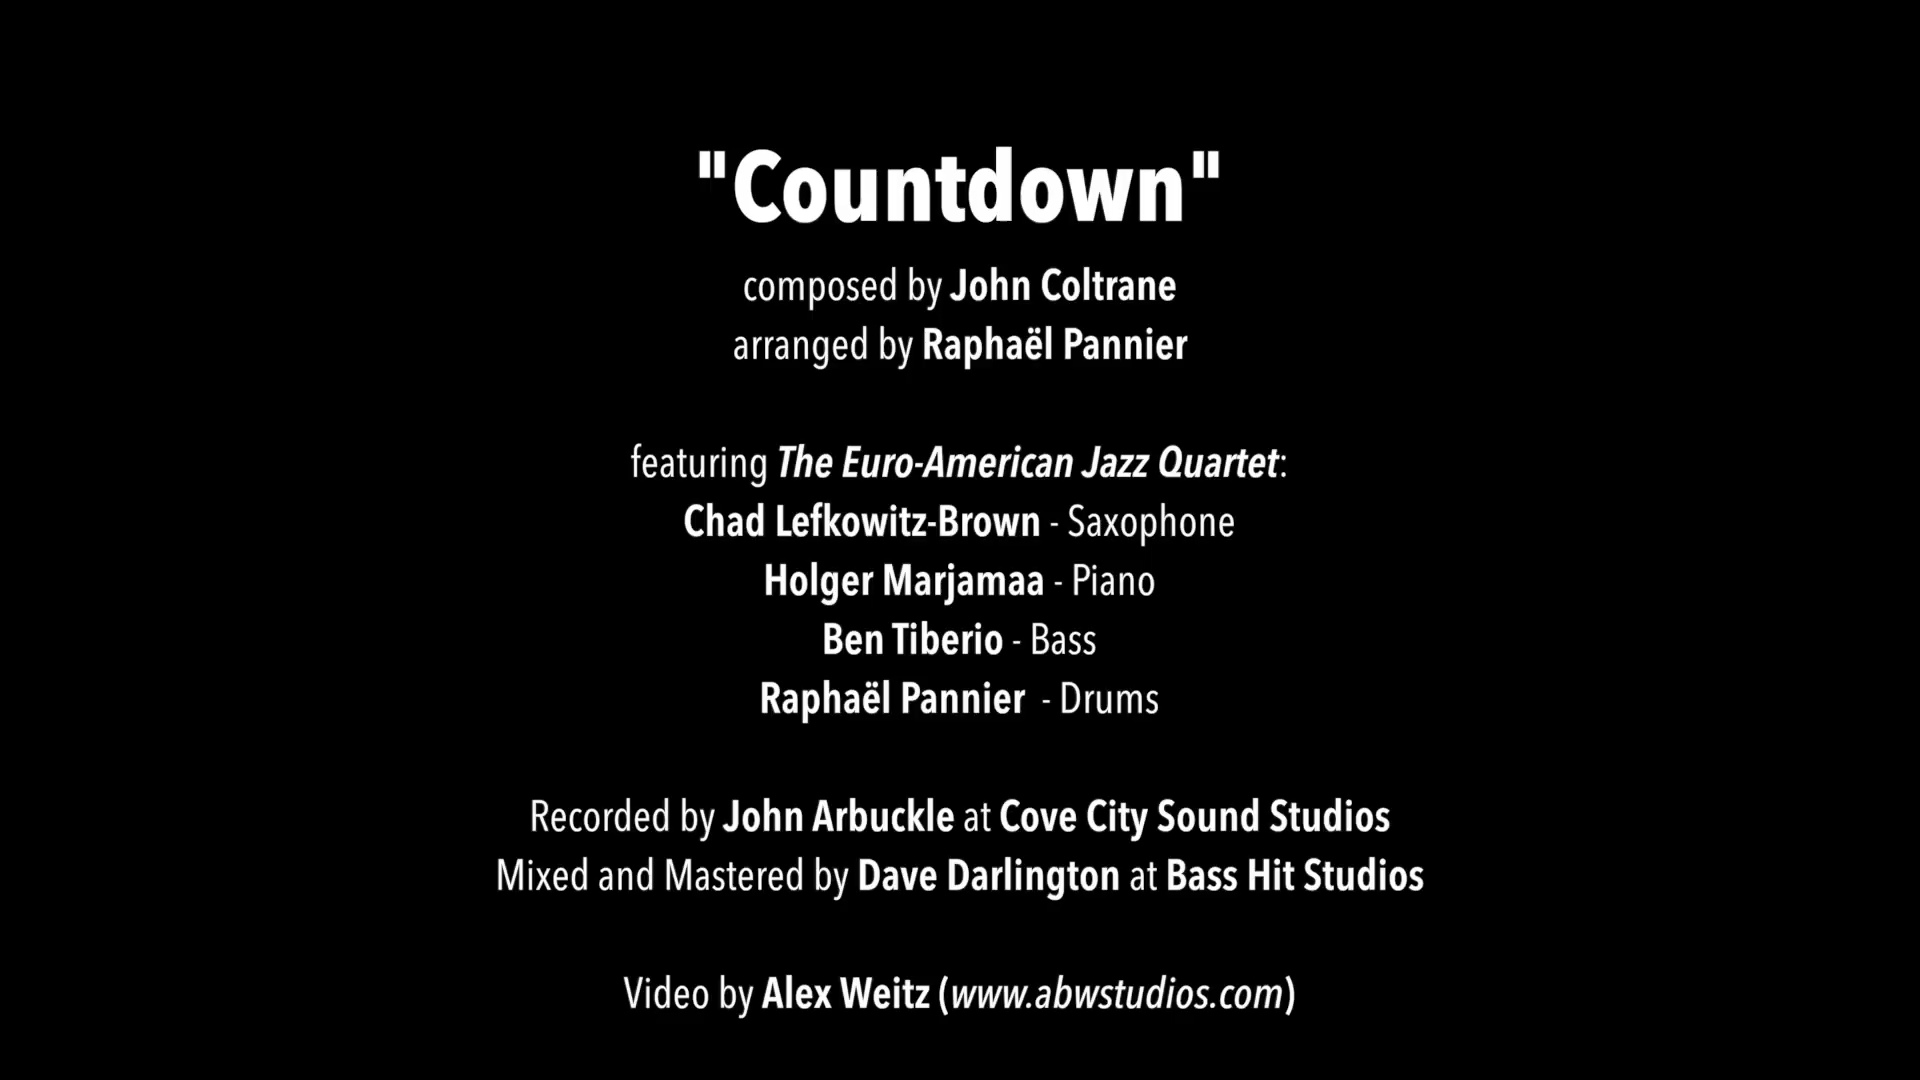 "Countdown"
composed by John Coltrane
arranged by Raphaël Pannier
featuring The Euro-American Jazz Quartet:
Chad Lefkowitz-Brown - Saxophone
Holger Marjamaa - Piano
Ben Tiberio - Bass
Raphaël Pannier - Drums
Recorded by John Arbuckle at Cove City Sound Studios
Mixed and Mastered by Dave Darlington at Bass Hit Studios
Video by Alex Weitz (www.abwstudios.com)